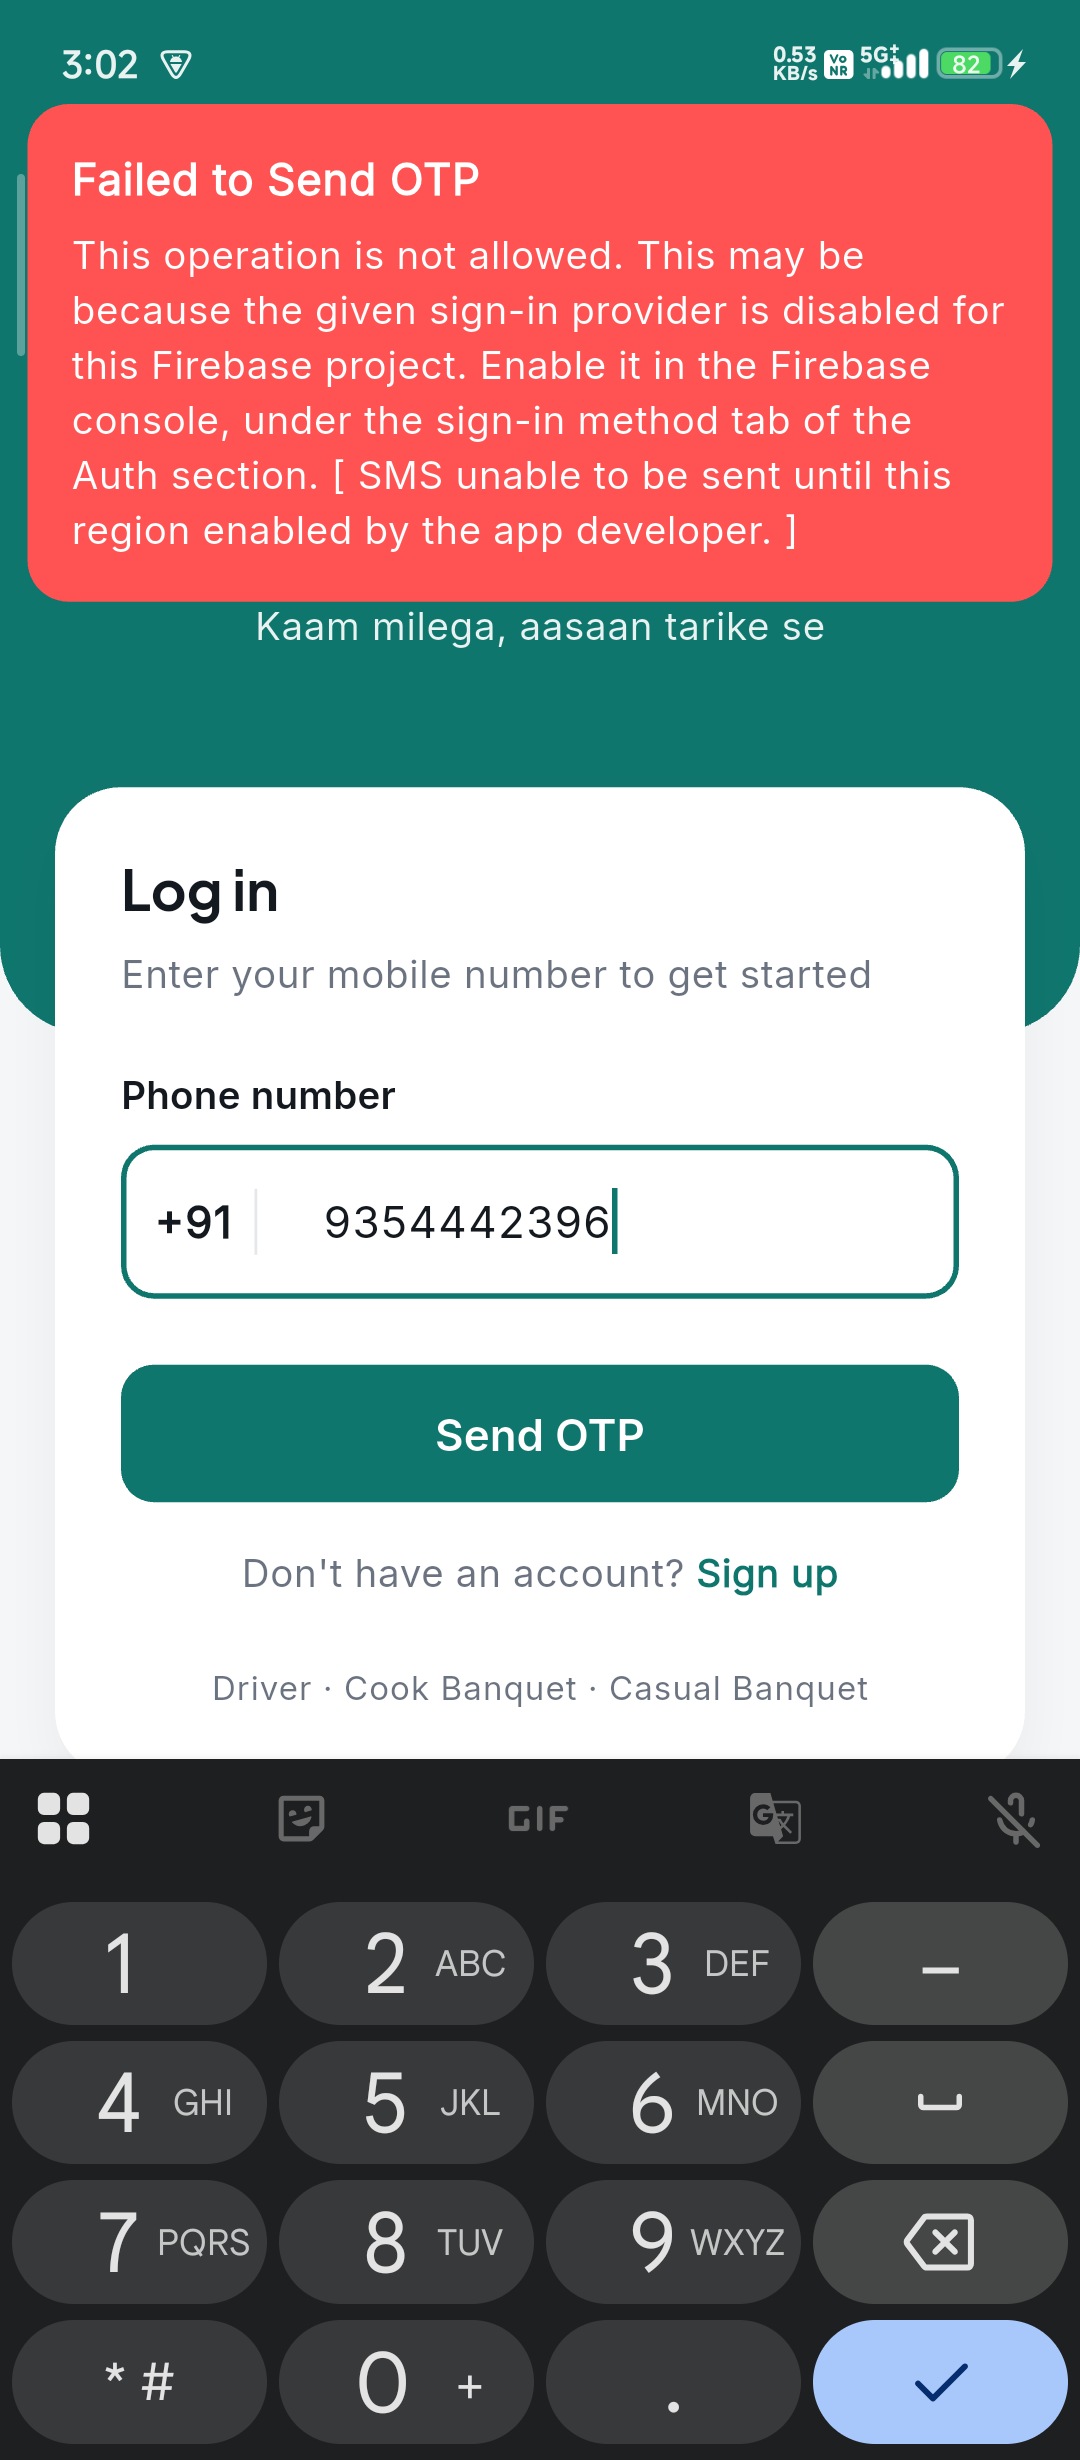 3:02
0.53
KB/s
Vo
NR
5G‡
82
Failed to Send OTP
This operation is not allowed. This may be
because the given sign-in provider is disabled for
this Firebase project. Enable it in the Firebase
console, under the sign-in method tab of the
Auth section. [ SMS unable to be sent until this
region enabled by the app developer. ]
Kaam milega, aasaan tarike se
Log in
Enter your mobile number to get started
Phone number
+91 9354442396
Send OTP
Don't have an account? Sign up
Driver · Cook Banquet · Casual Banquet
GIF
G 文
1 2 ABC 3 DEF –
4 GHI 5 JKL 6 MNO
7 PQRS 8 TUV 9 WXYZ
* # 0 + .